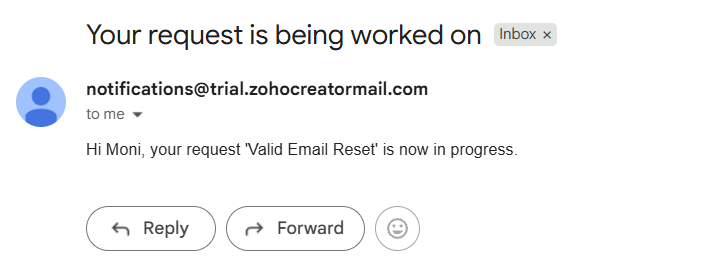 Your request is being worked on Inbox ×
notifications@trial.zohocreatormail.com
to me
Hi Moni, your request 'Valid Email Reset' is now in progress.
Reply Forward